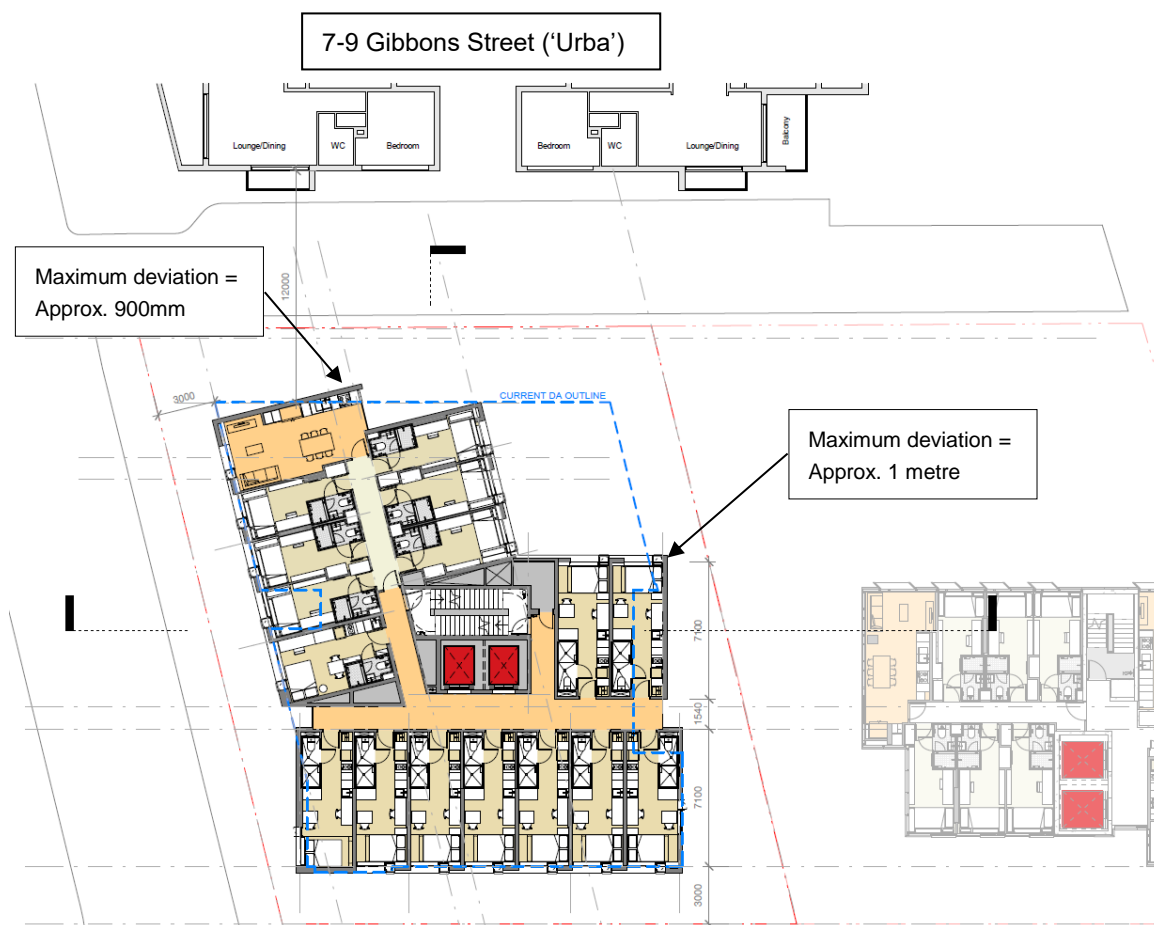 7-9 Gibbons Street ('Urba')
Lounge/Dining
WC
Bedroom
Bedroom
WC
Lounge/Dining
Balcony
Maximum deviation =
Approx. 900mm
12000
3000
CURRENT DA OUTLINE
Maximum deviation =
Approx. 1 metre
7100
1540
7100
3000